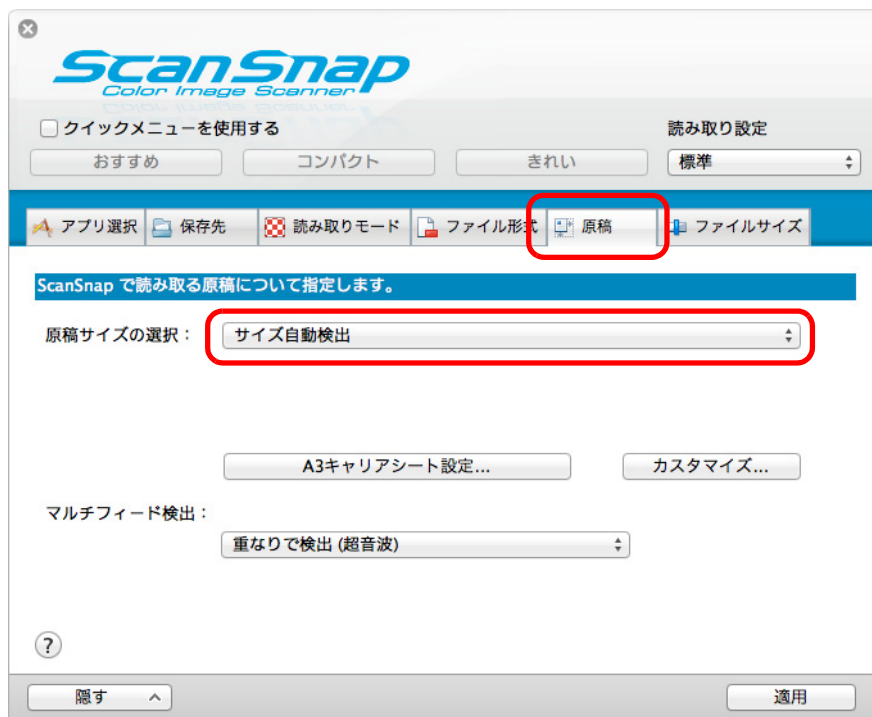 ScanSnap
Color Image Scanner
クイックメニューを使用する
読み取り設定
おすすめ
コンパクト
きれい
標準
アプリ選択
保存先
読み取りモード
ファイル形式
原稿
ファイルサイズ
ScanSnap で読み取る原稿について指定します。
原稿サイズの選択：
サイズ自動検出
A3キャリアシート設定...
カスタマイズ...
マルチフィード検出：
重なりで検出 (超音波)
?
隠す
適用